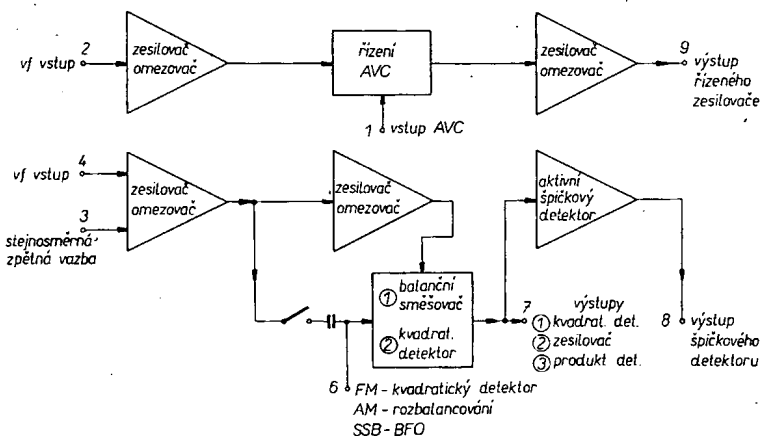 2
vf vstup
zesilovač
omezovač
řízení
AVC
1
vstup AVC
zesilovač
omezovač
9
výstup
řízeného
zesilovače
4
vf vstup
3
stejnosměrná
zpětná vazba
zesilovač
omezovač
zesilovač
omezovač
aktivní
špičkový
detektor
① balanční
směšovač
② kvadrat.
detektor
7
výstupy
① kvadrat. det.
② zesilovač
③ produkt det.
8
výstup
špičkového
detektoru
6
FM - kvadratický detektor
AM - rozbalancování
SSB - BFO